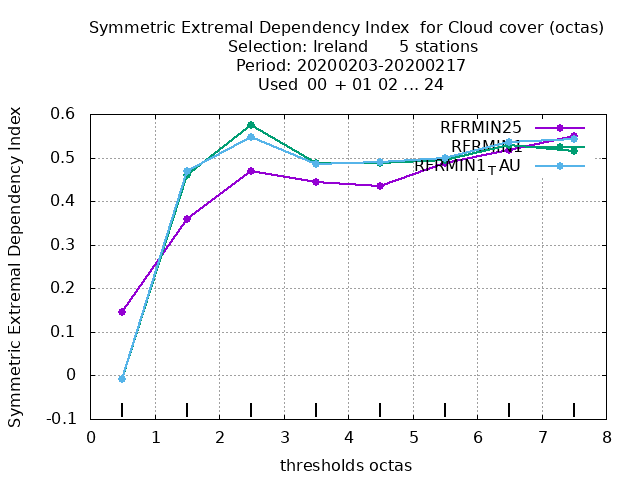 Symmetric Extremal Dependency Index for Cloud cover (octas)
Selection: Ireland 5 stations
Period: 20200203-20200217
Used 00 + 01 02 ... 24
Symmetric Extremal Dependency Index
0.6
0.5
0.4
0.3
0.2
0.1
0
-0.1
RFRMIN25
RFRMIN1
RFRMIN1TAU
0 1 2 3 4 5 6 7 8
thresholds octas